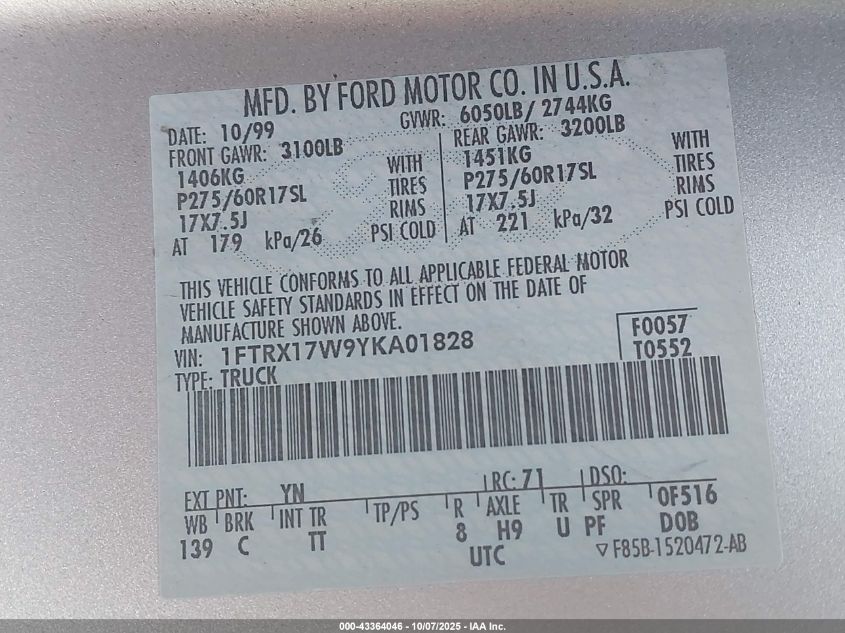 MFD. BY FORD MOTOR CO. IN U.S.A.
DATE: 10/99 GVWR: 6050LB/ 2744KG
FRONT GAWR: 3100LB REAR GAWR: 3200LB
1406KG WITH 1451KG WITH
P275/60R17SL TIRES P275/60R17SL TIRES
17X7.5J RIMS 17X7.5J RIMS
AT 179 kPa/26 PSI COLD AT 221 kPa/32 PSI COLD
THIS VEHICLE CONFORMS TO ALL APPLICABLE FEDERAL MOTOR
VEHICLE SAFETY STANDARDS IN EFFECT ON THE DATE OF
MANUFACTURE SHOWN ABOVE.
VIN: 1FTRX17W9YKA01828 F0057
TYPE: TRUCK T0552
EXT PNT: YN RC: 71 DSO:
WB BRK INT TR TP/PS R AXLE TR SPR 0F516
139 C TT 8 H9 U PF DOB
UTC ▽ F85B-1520472-AB
000-43364046 - 10/07/2025 - IAA Inc.